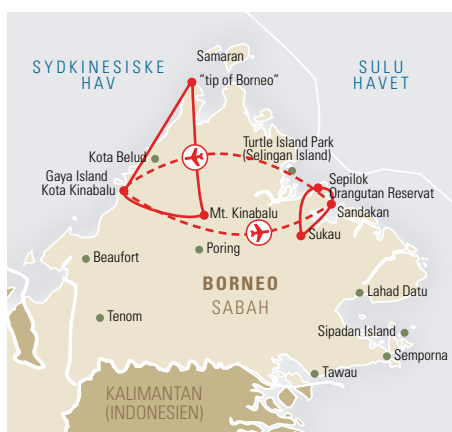 SYDKINESISKE
HAV
Samaran
"tip of Borneo"
SULU
HAVET
Turtle Island Park
(Selingan Island)
Kota Belud
Gaya Island
Kota Kinabalu
Sepilok
Orangutan Reservat
Sandakan
Mt. Kinabalu
Sukau
Poring
Beaufort
BORNEO
SABAH
Lahad Datu
Tenom
Sipadan Island
Semporna
Tawau
KALIMANTAN
(INDONESIEN)